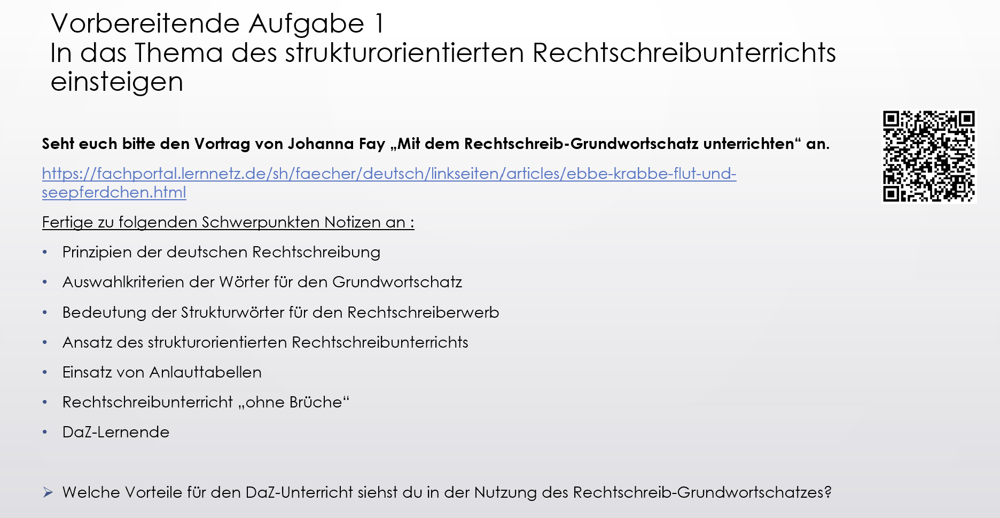 Vorbereitende Aufgabe 1
In das Thema des strukturorientierten Rechtschreibunterrichts
einsteigen
Seht euch bitte den Vortrag von Johanna Fay „Mit dem Rechtschreib-Grundwortschatz unterrichten“ an.
https://fachportal.lernnetz.de/sh/faecher/deutsch/linkseiten/articles/ebbe-krabbe-flut-und-
seepferdchen.html
Fertige zu folgenden Schwerpunkten Notizen an :
• Prinzipien der deutschen Rechtschreibung
• Auswahlkriterien der Wörter für den Grundwortschatz
• Bedeutung der Strukturwörter für den Rechtschreiberwerb
• Ansatz des strukturorientierten Rechtschreibunterrichts
• Einsatz von Anlauttabellen
• Rechtschreibunterricht „ohne Brüche“
• DaZ-Lernende
➢ Welche Vorteile für den DaZ-Unterricht siehst du in der Nutzung des Rechtschreib-Grundwortschatzes?